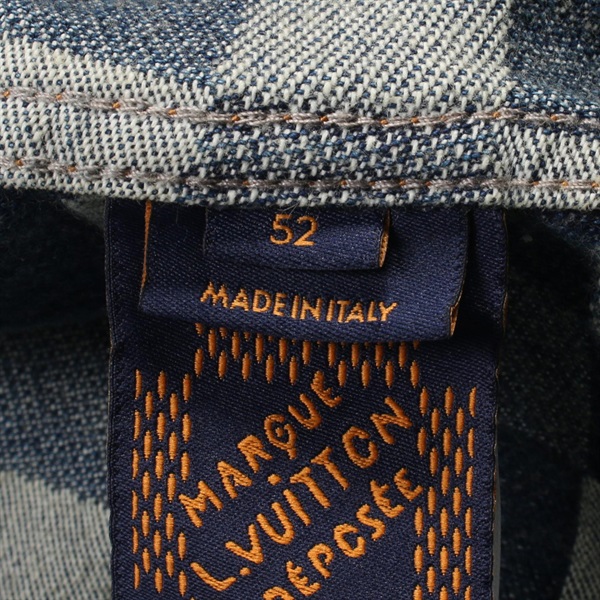 52
MADE IN ITALY
MARQUE
L.VUITTON
DÉPOSÉE